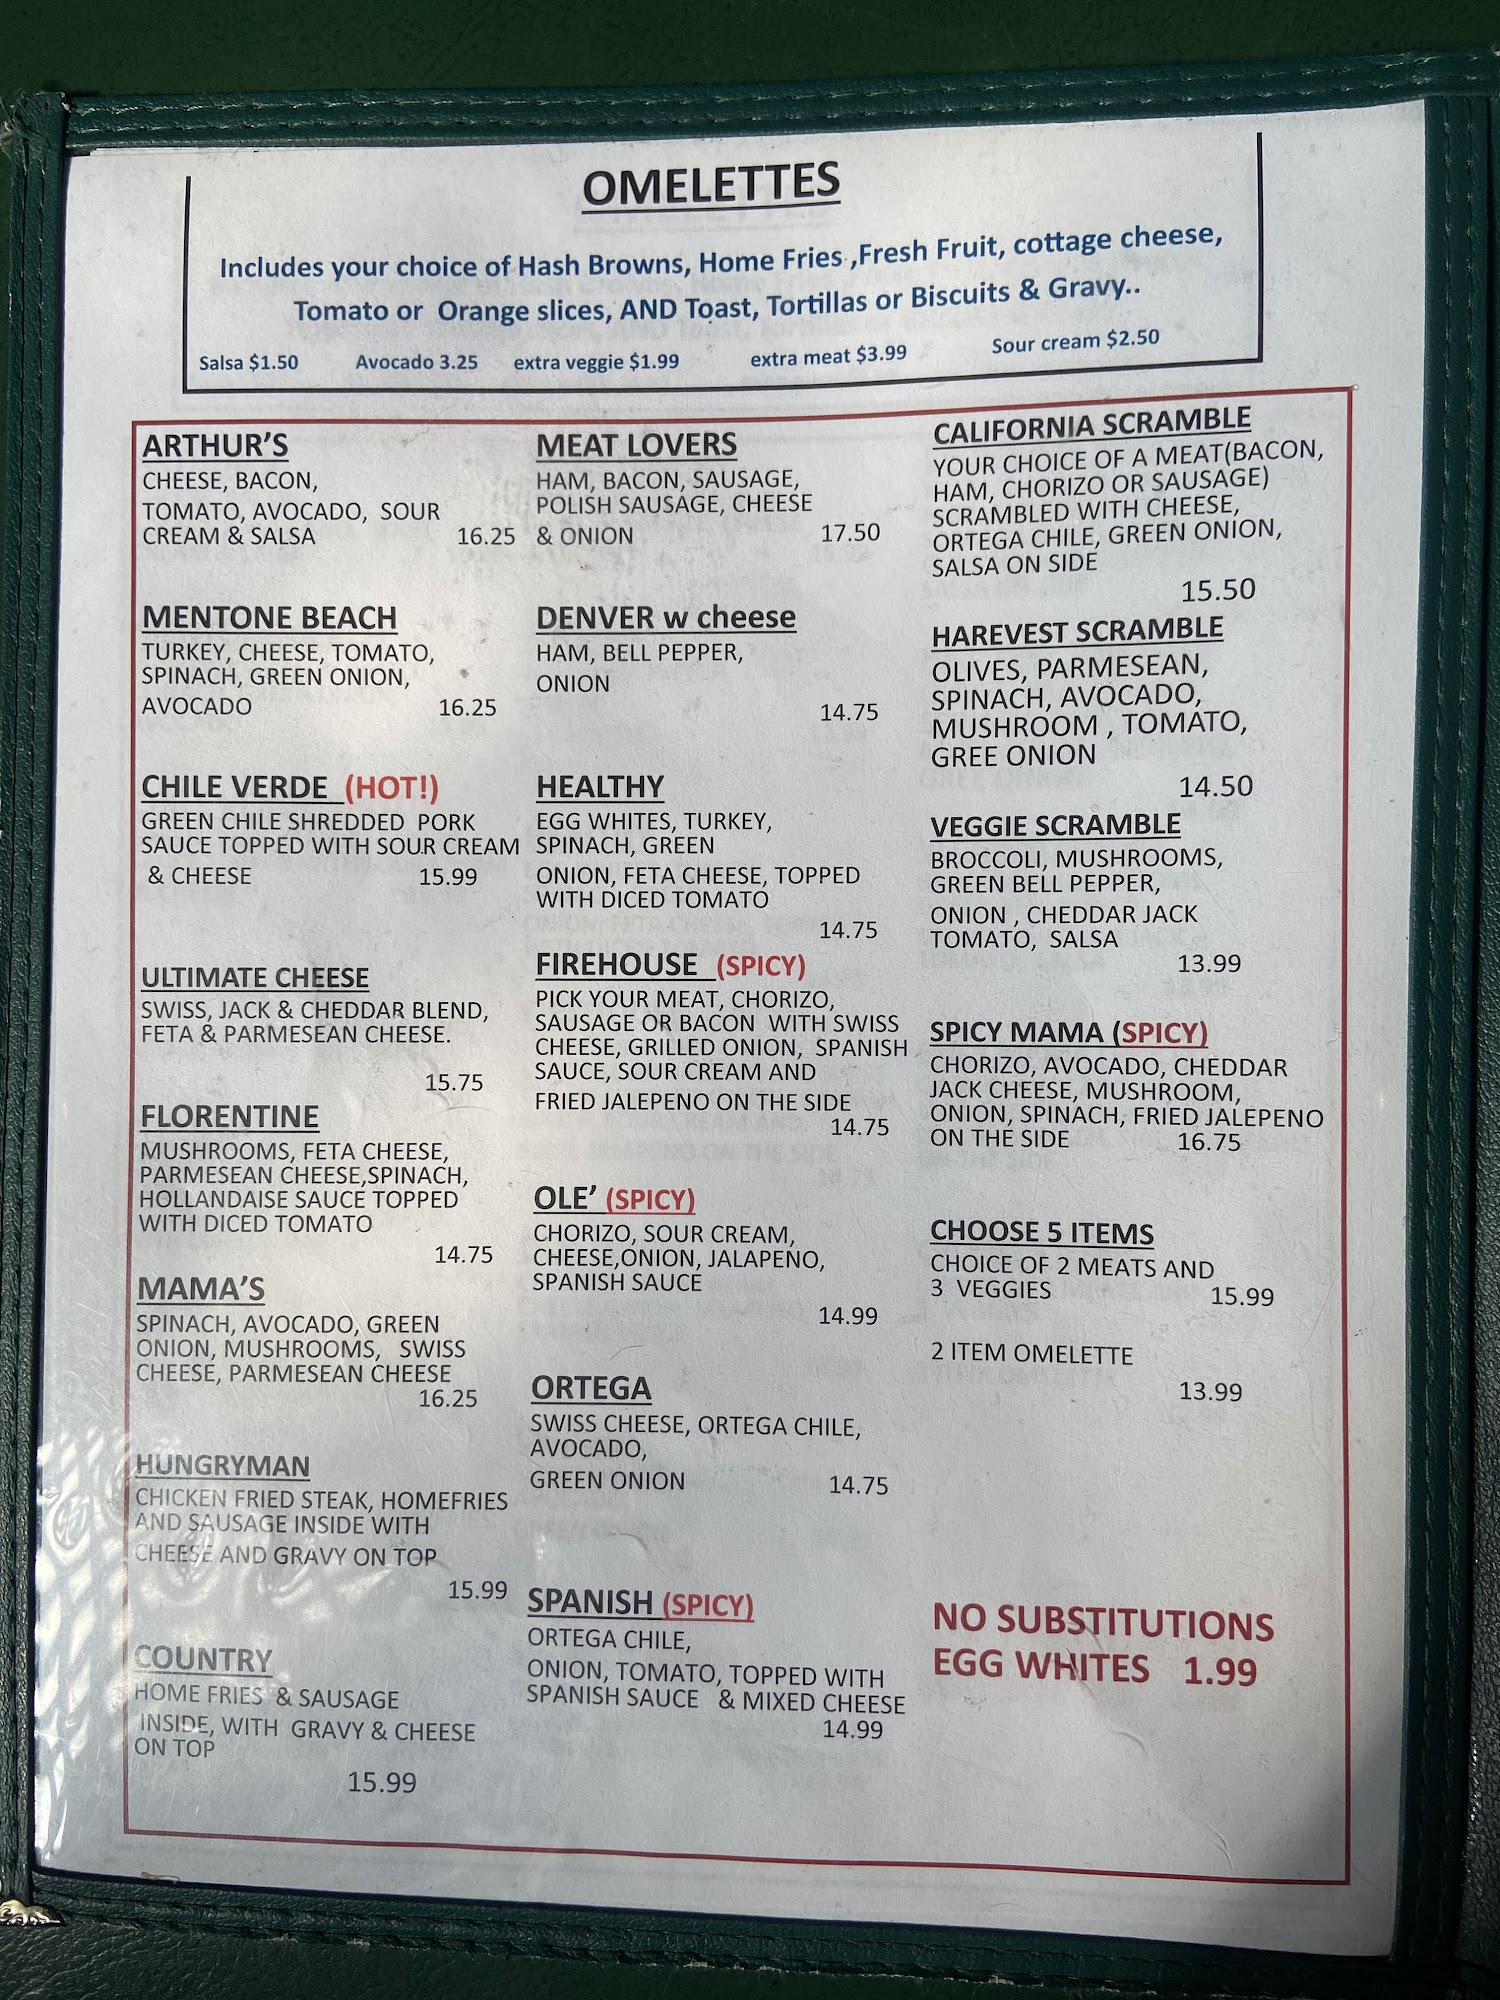 OMELETTES
Includes your choice of Hash Browns, Home Fries ,Fresh Fruit, cottage cheese,
Tomato or Orange slices, AND Toast, Tortillas or Biscuits & Gravy..
Salsa $1.50 Avocado 3.25 extra veggie $1.99 extra meat $3.99 Sour cream $2.50
ARTHUR'S
CHEESE, BACON,
TOMATO, AVOCADO, SOUR
CREAM & SALSA 16.25
MENTONE BEACH
TURKEY, CHEESE, TOMATO,
SPINACH, GREEN ONION,
AVOCADO 16.25
CHILE VERDE (HOT!)
GREEN CHILE SHREDDED PORK
SAUCE TOPPED WITH SOUR CREAM
& CHEESE 15.99
ULTIMATE CHEESE
SWISS, JACK & CHEDDAR BLEND,
FETA & PARMESEAN CHEESE.
15.75
FLORENTINE
MUSHROOMS, FETA CHEESE,
PARMESEAN CHEESE,SPINACH,
HOLLANDAISE SAUCE TOPPED
WITH DICED TOMATO
14.75
MAMA'S
SPINACH, AVOCADO, GREEN
ONION, MUSHROOMS, SWISS
CHEESE, PARMESEAN CHEESE
16.25
HUNGRYMAN
CHICKEN FRIED STEAK, HOMEFRIES
AND SAUSAGE INSIDE WITH
CHEESE AND GRAVY ON TOP
15.99
COUNTRY
HOME FRIES & SAUSAGE
INSIDE, WITH GRAVY & CHEESE
ON TOP
15.99
MEAT LOVERS
HAM, BACON, SAUSAGE,
POLISH SAUSAGE, CHEESE
& ONION 17.50
DENVER w cheese
HAM, BELL PEPPER,
ONION
14.75
HEALTHY
EGG WHITES, TURKEY,
SPINACH, GREEN
ONION, FETA CHEESE, TOPPED
WITH DICED TOMATO
14.75
FIREHOUSE (SPICY)
PICK YOUR MEAT, CHORIZO,
SAUSAGE OR BACON WITH SWISS
CHEESE, GRILLED ONION, SPANISH
SAUCE, SOUR CREAM AND
FRIED JALEPENO ON THE SIDE
14.75
OLE' (SPICY)
CHORIZO, SOUR CREAM,
CHEESE,ONION, JALAPENO,
SPANISH SAUCE
14.99
ORTEGA
SWISS CHEESE, ORTEGA CHILE,
AVOCADO,
GREEN ONION 14.75
SPANISH (SPICY)
ORTEGA CHILE,
ONION, TOMATO, TOPPED WITH
SPANISH SAUCE & MIXED CHEESE
14.99
CALIFORNIA SCRAMBLE
YOUR CHOICE OF A MEAT(BACON,
HAM, CHORIZO OR SAUSAGE)
SCRAMBLED WITH CHEESE,
ORTEGA CHILE, GREEN ONION,
SALSA ON SIDE
15.50
HAREVEST SCRAMBLE
OLIVES, PARMESEAN,
SPINACH, AVOCADO,
MUSHROOM , TOMATO,
GREE ONION
14.50
VEGGIE SCRAMBLE
BROCCOLI, MUSHROOMS,
GREEN BELL PEPPER,
ONION , CHEDDAR JACK
TOMATO, SALSA
13.99
SPICY MAMA (SPICY)
CHORIZO, AVOCADO, CHEDDAR
JACK CHEESE, MUSHROOM,
ONION, SPINACH, FRIED JALEPENO
ON THE SIDE 16.75
CHOOSE 5 ITEMS
CHOICE OF 2 MEATS AND
3 VEGGIES 15.99
2 ITEM OMELETTE
13.99
NO SUBSTITUTIONS
EGG WHITES 1.99